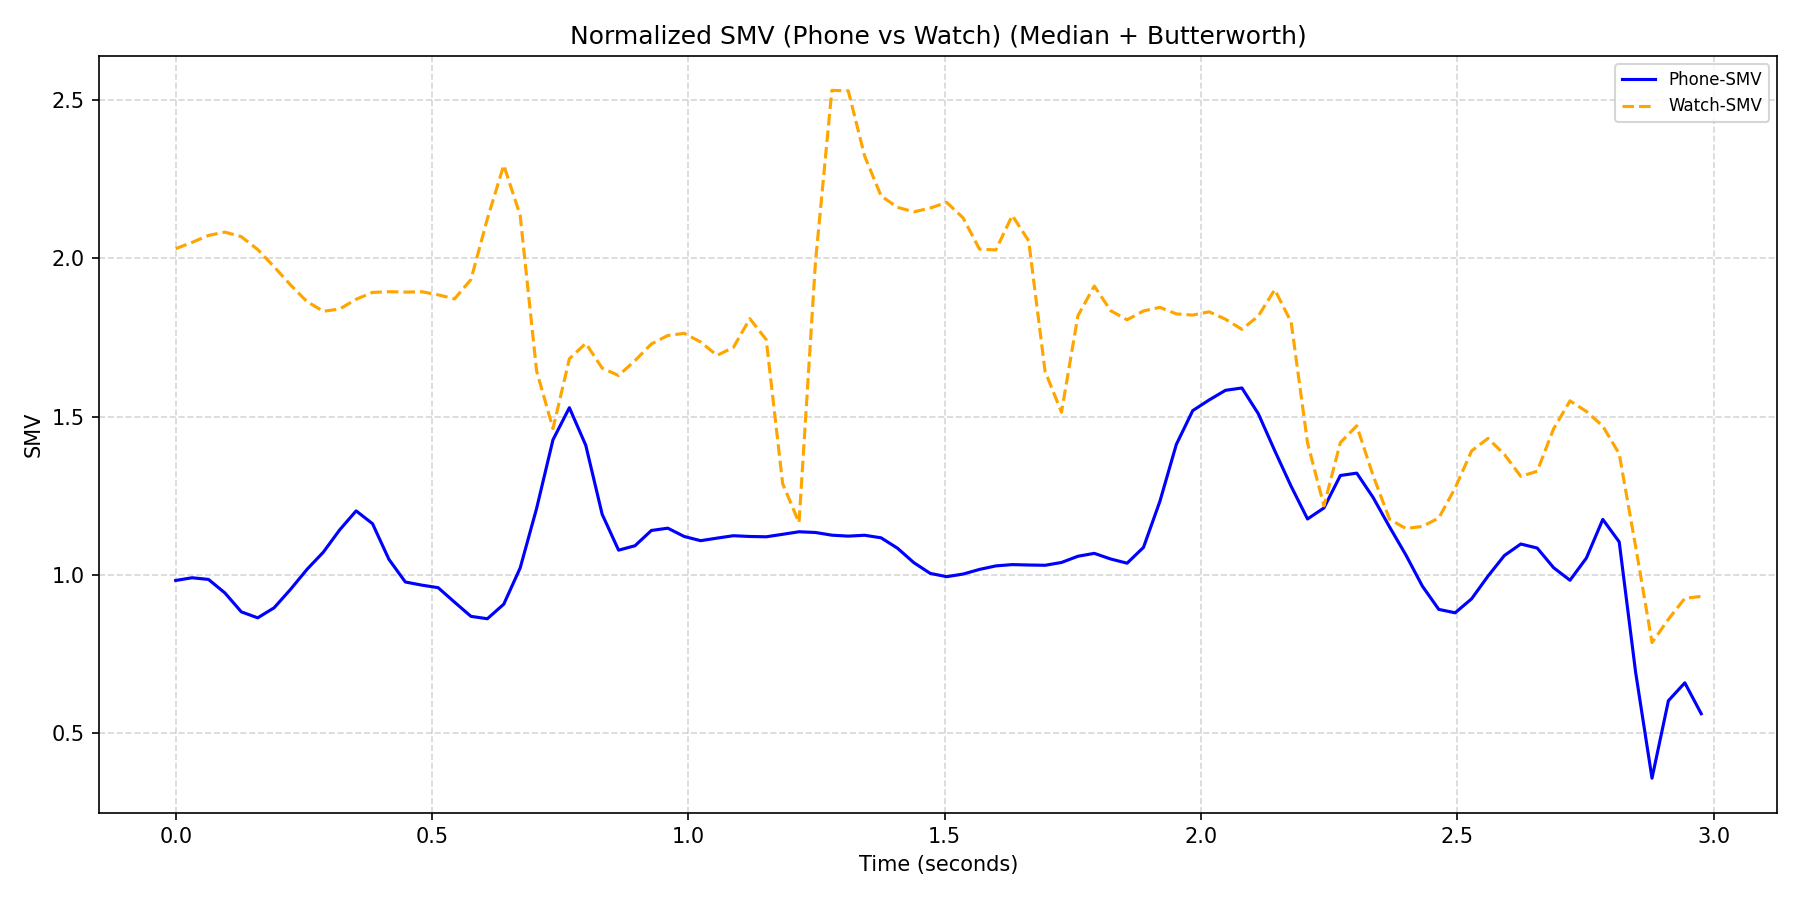 Normalized SMV (Phone vs Watch) (Median + Butterworth)
Phone-SMV
Watch-SMV
2.5
2.0
1.5
1.0
0.5
SMV
0.0 0.5 1.0 1.5 2.0 2.5 3.0
Time (seconds)